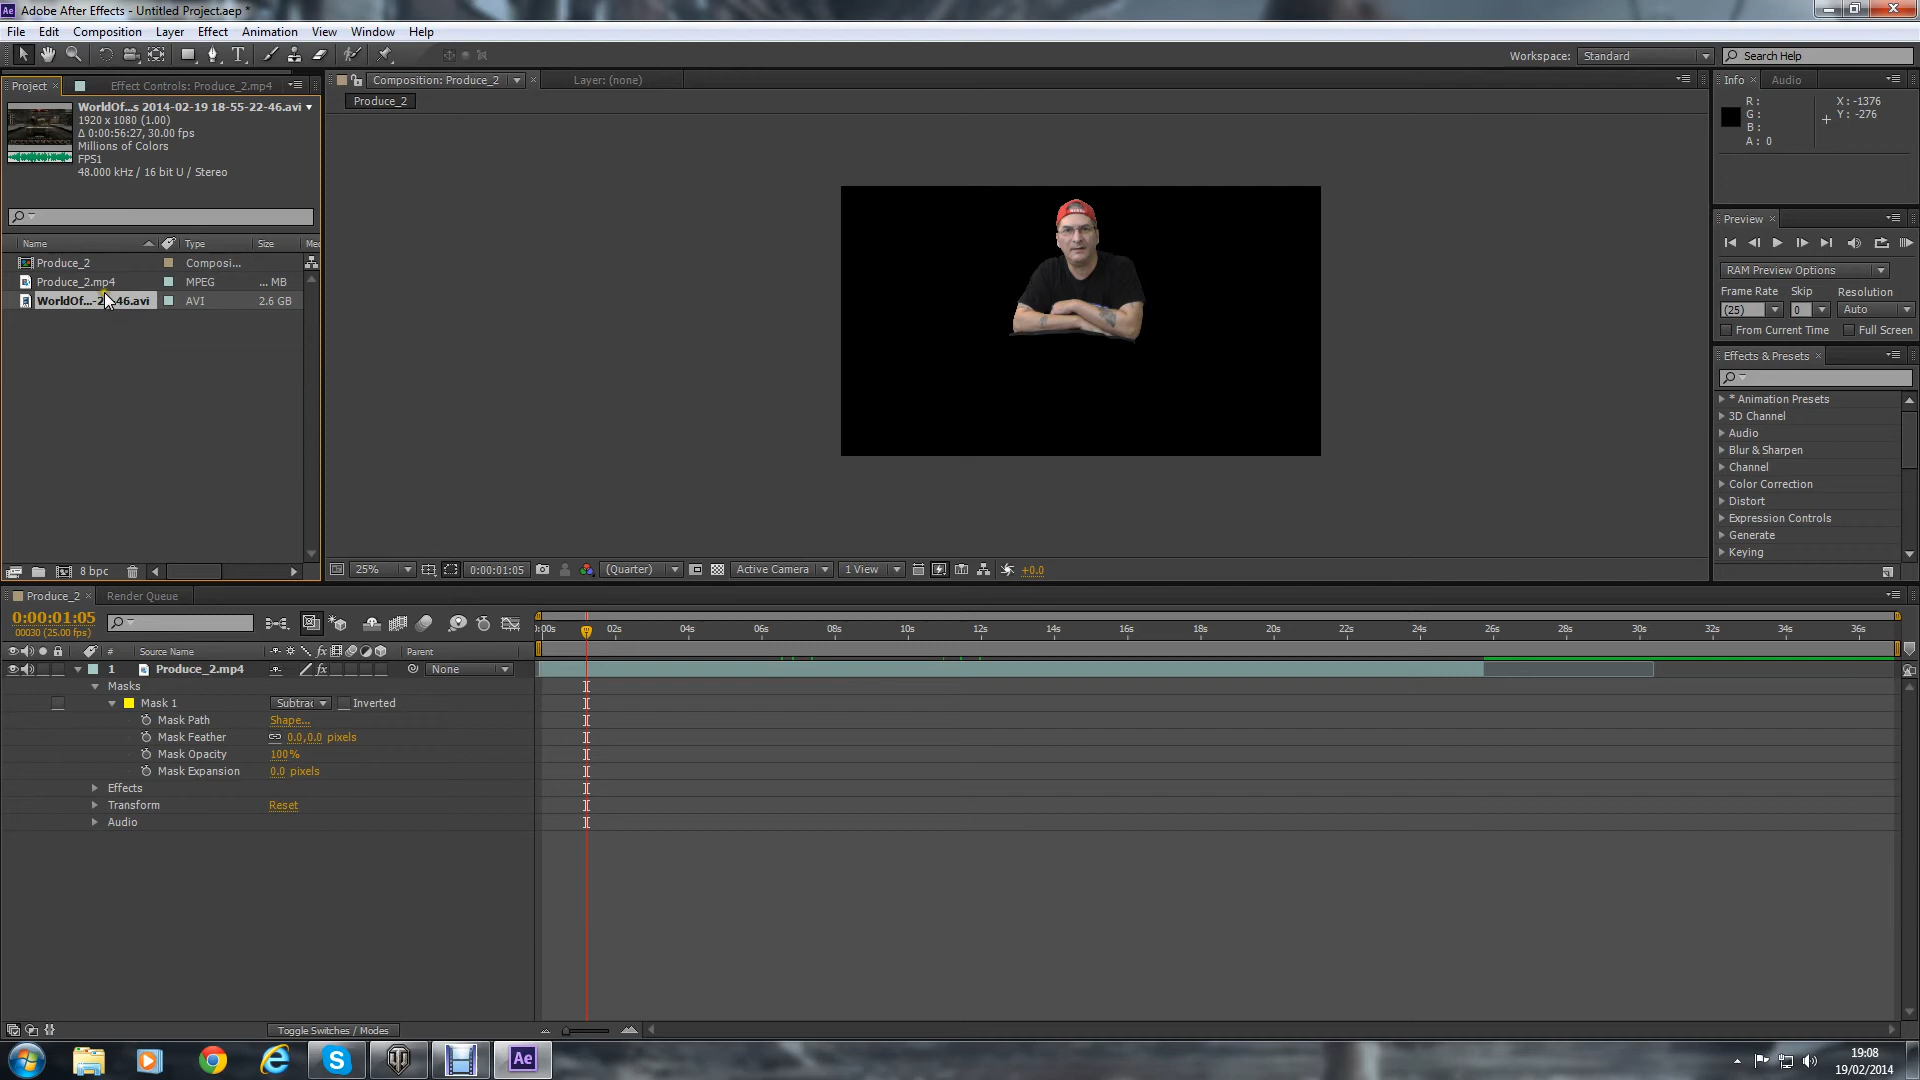 Adobe After Effects - Untitled Project.aep *
File Edit Composition Layer Effect Animation View Window Help
Workspace: Standard Search Help
Project Effect Controls: Produce_2.mp4
WorldOf...s 2014-02-19 18-55-22-46.avi
1920 x 1080 (1.00)
Δ 0:00:56:27, 30.00 fps
Millions of Colors
FPS1
48.000 kHz / 16 bit U / Stereo
Name Type Size Me
Produce_2 Composi...
Produce_2.mp4 MPEG ... MB
WorldOf...-2 46.avi AVI 2.6 GB
8 bpc
Composition: Produce_2 Layer: (none)
Produce_2
25% 0:00:01:05 (Quarter) Active Camera 1 View +0.0
Info Audio
R: X: -1376
G: Y: -276
B:
A: 0
Preview
RAM Preview Options
Frame Rate Skip Resolution
(25) 0 Auto
From Current Time Full Screen
Effects & Presets
* Animation Presets
3D Channel
Audio
Blur & Sharpen
Channel
Color Correction
Distort
Expression Controls
Generate
Keying
Produce_2 Render Queue
0:00:01:05
00030 (25.00 fps)
# Source Name Parent
0:00s 02s 04s 06s 08s 10s 12s 14s 16s 18s 20s 22s 24s 26s 28s 30s 32s 34s 36s
1 Produce_2.mp4 fx None
Masks
Mask 1 Subtrac Inverted
Mask Path Shape...
Mask Feather 0.0,0.0 pixels
Mask Opacity 100%
Mask Expansion 0.0 pixels
Effects
Transform Reset
Audio
Toggle Switches / Modes
19:08
19/02/2014